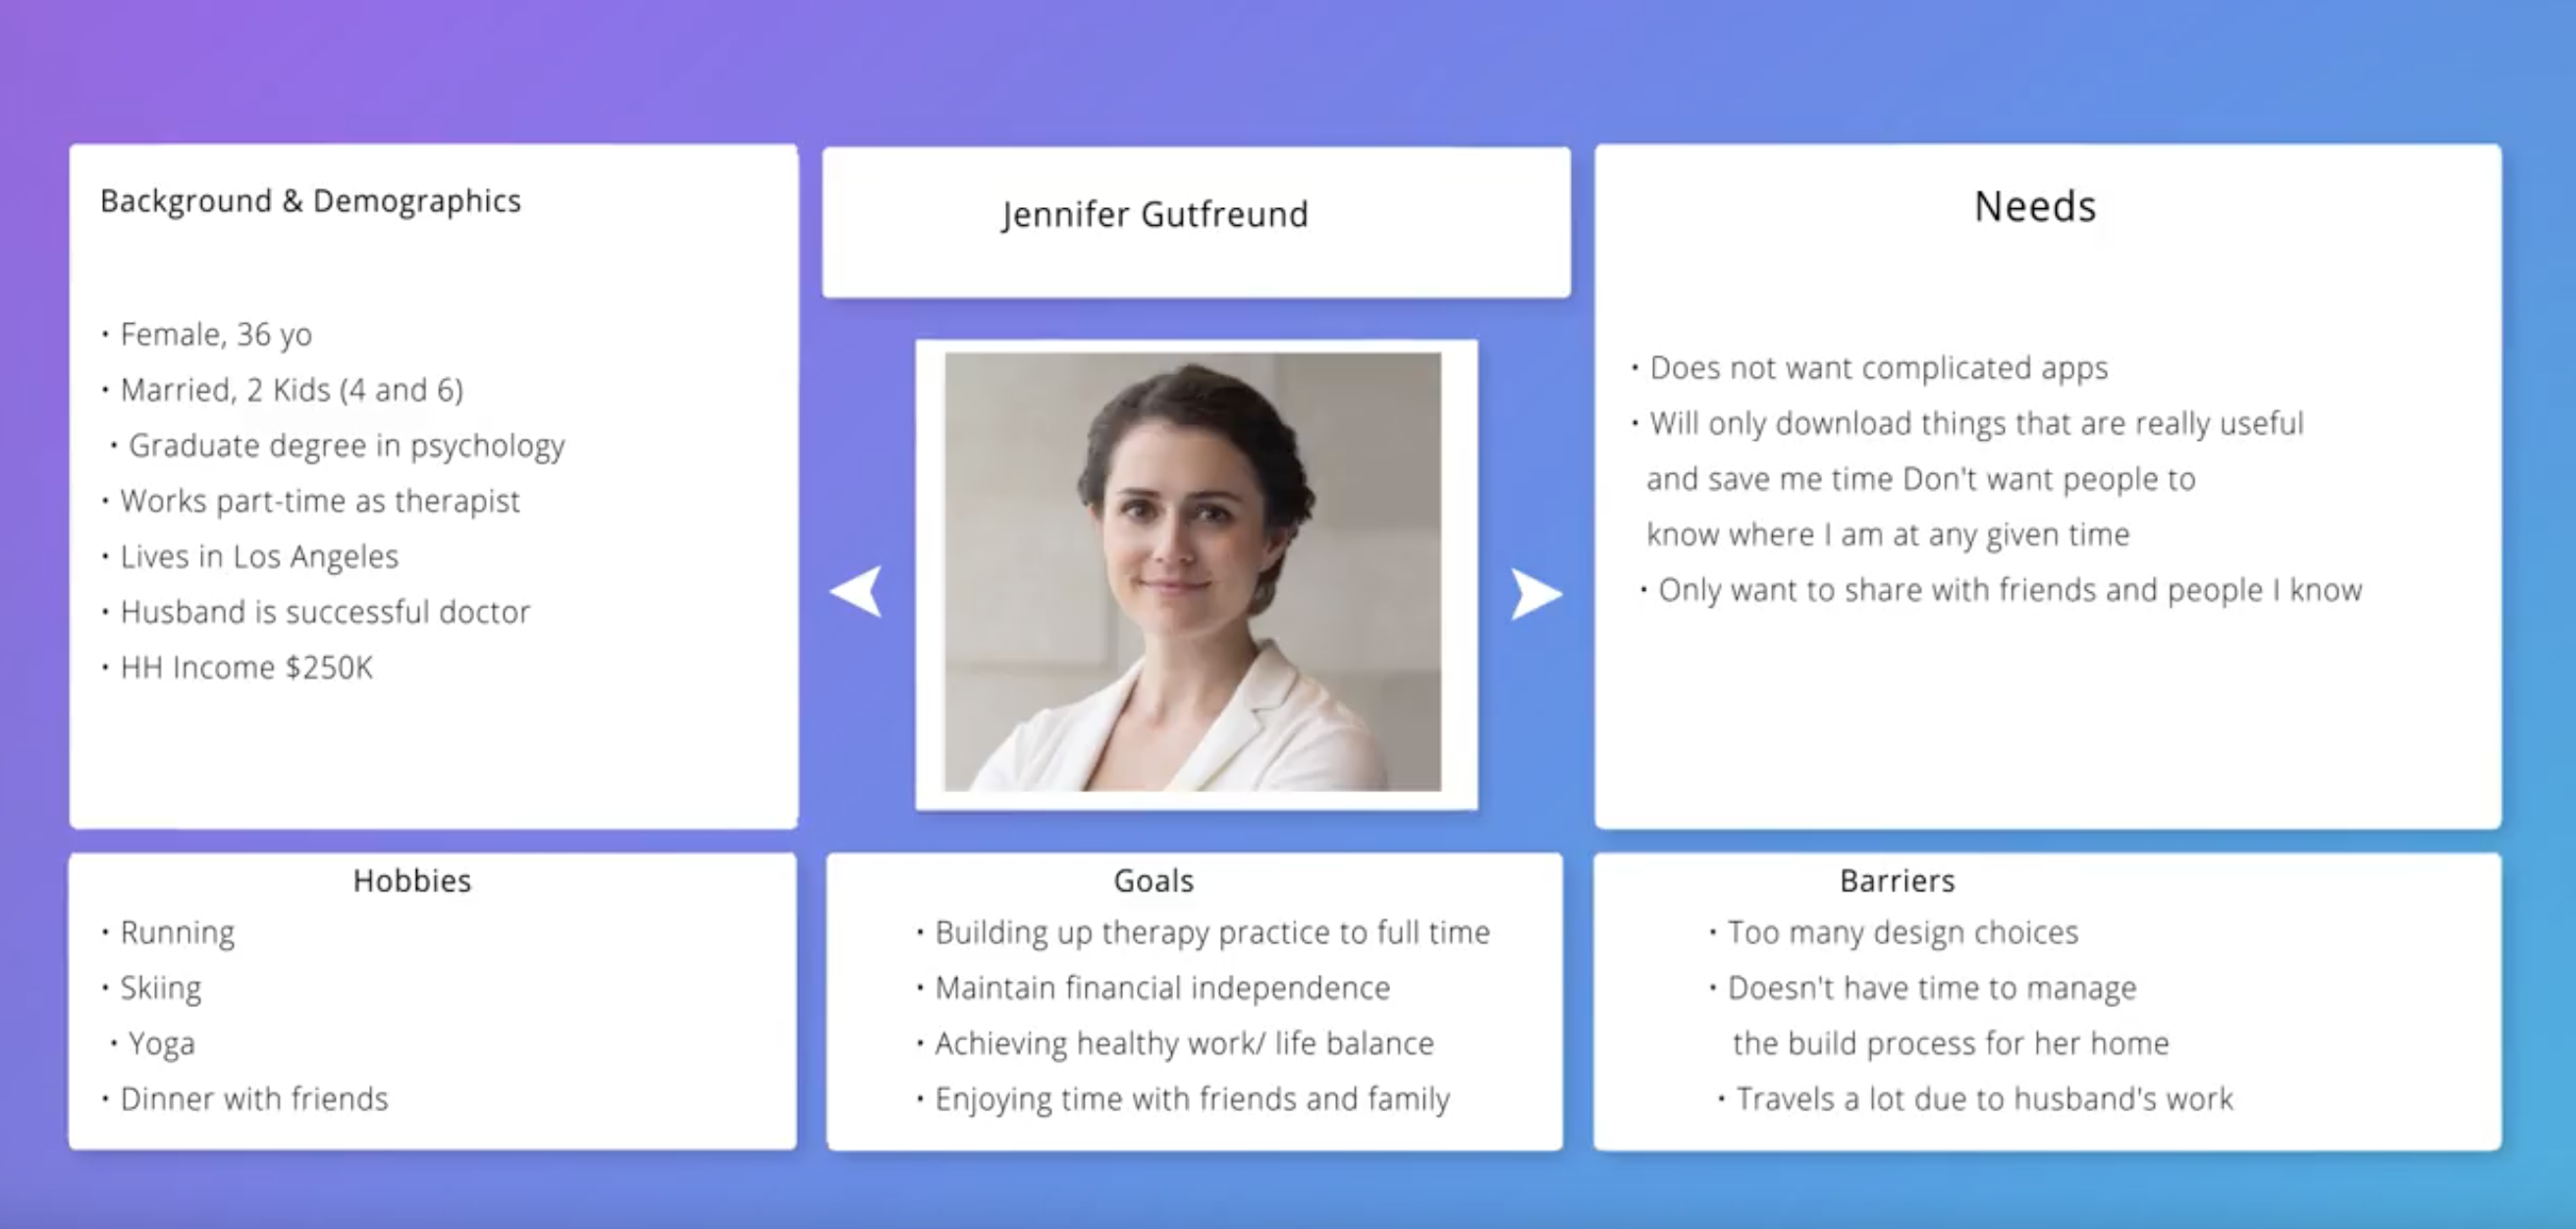 Background & Demographics
• Female, 36 yo
• Married, 2 Kids (4 and 6)
• Graduate degree in psychology
• Works part-time as therapist
• Lives in Los Angeles
• Husband is successful doctor
• HH Income $250K
Jennifer Gutfreund
Needs
• Does not want complicated apps
• Will only download things that are really useful
and save me time Don't want people to
know where I am at any given time
• Only want to share with friends and people I know
Hobbies
• Running
• Skiing
• Yoga
• Dinner with friends
Goals
• Building up therapy practice to full time
• Maintain financial independence
• Achieving healthy work/ life balance
• Enjoying time with friends and family
Barriers
• Too many design choices
• Doesn't have time to manage
the build process for her home
• Travels a lot due to husband's work